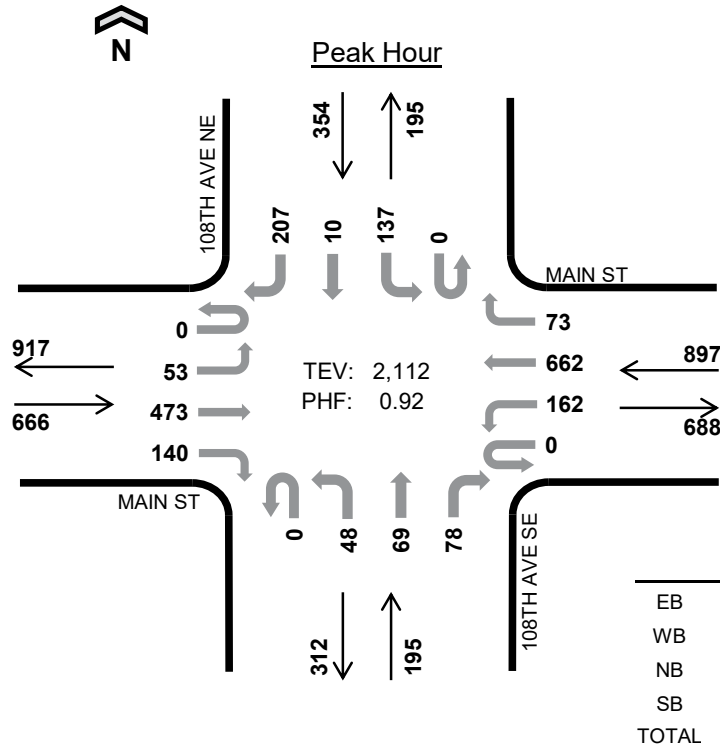 N
Peak Hour
354
195
108TH AVE NE
207
10
137
0
MAIN ST
0
53
473
140
917
666
TEV: 2,112
PHF: 0.92
73
662
162
0
897
688
MAIN ST
0
48
69
78
108TH AVE SE
312
195
EB
WB
NB
SB
TOTAL